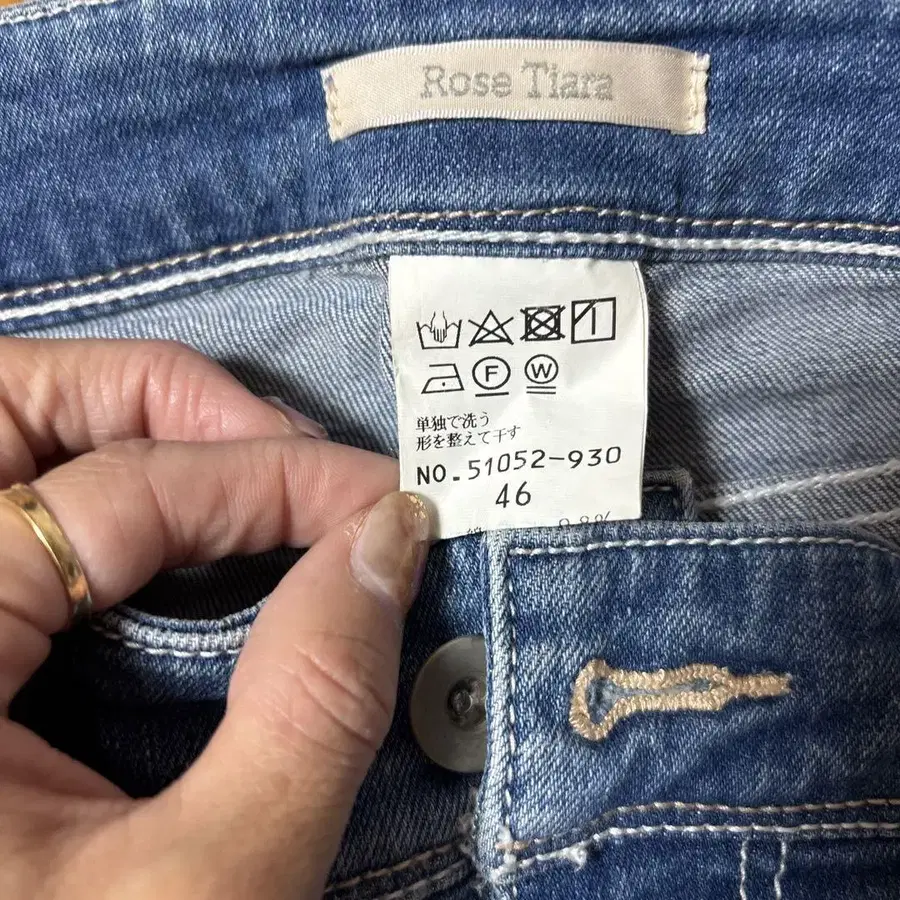 Rose Tiara
F W
単独で洗う
形を整えて干す
NO.51052-930
46